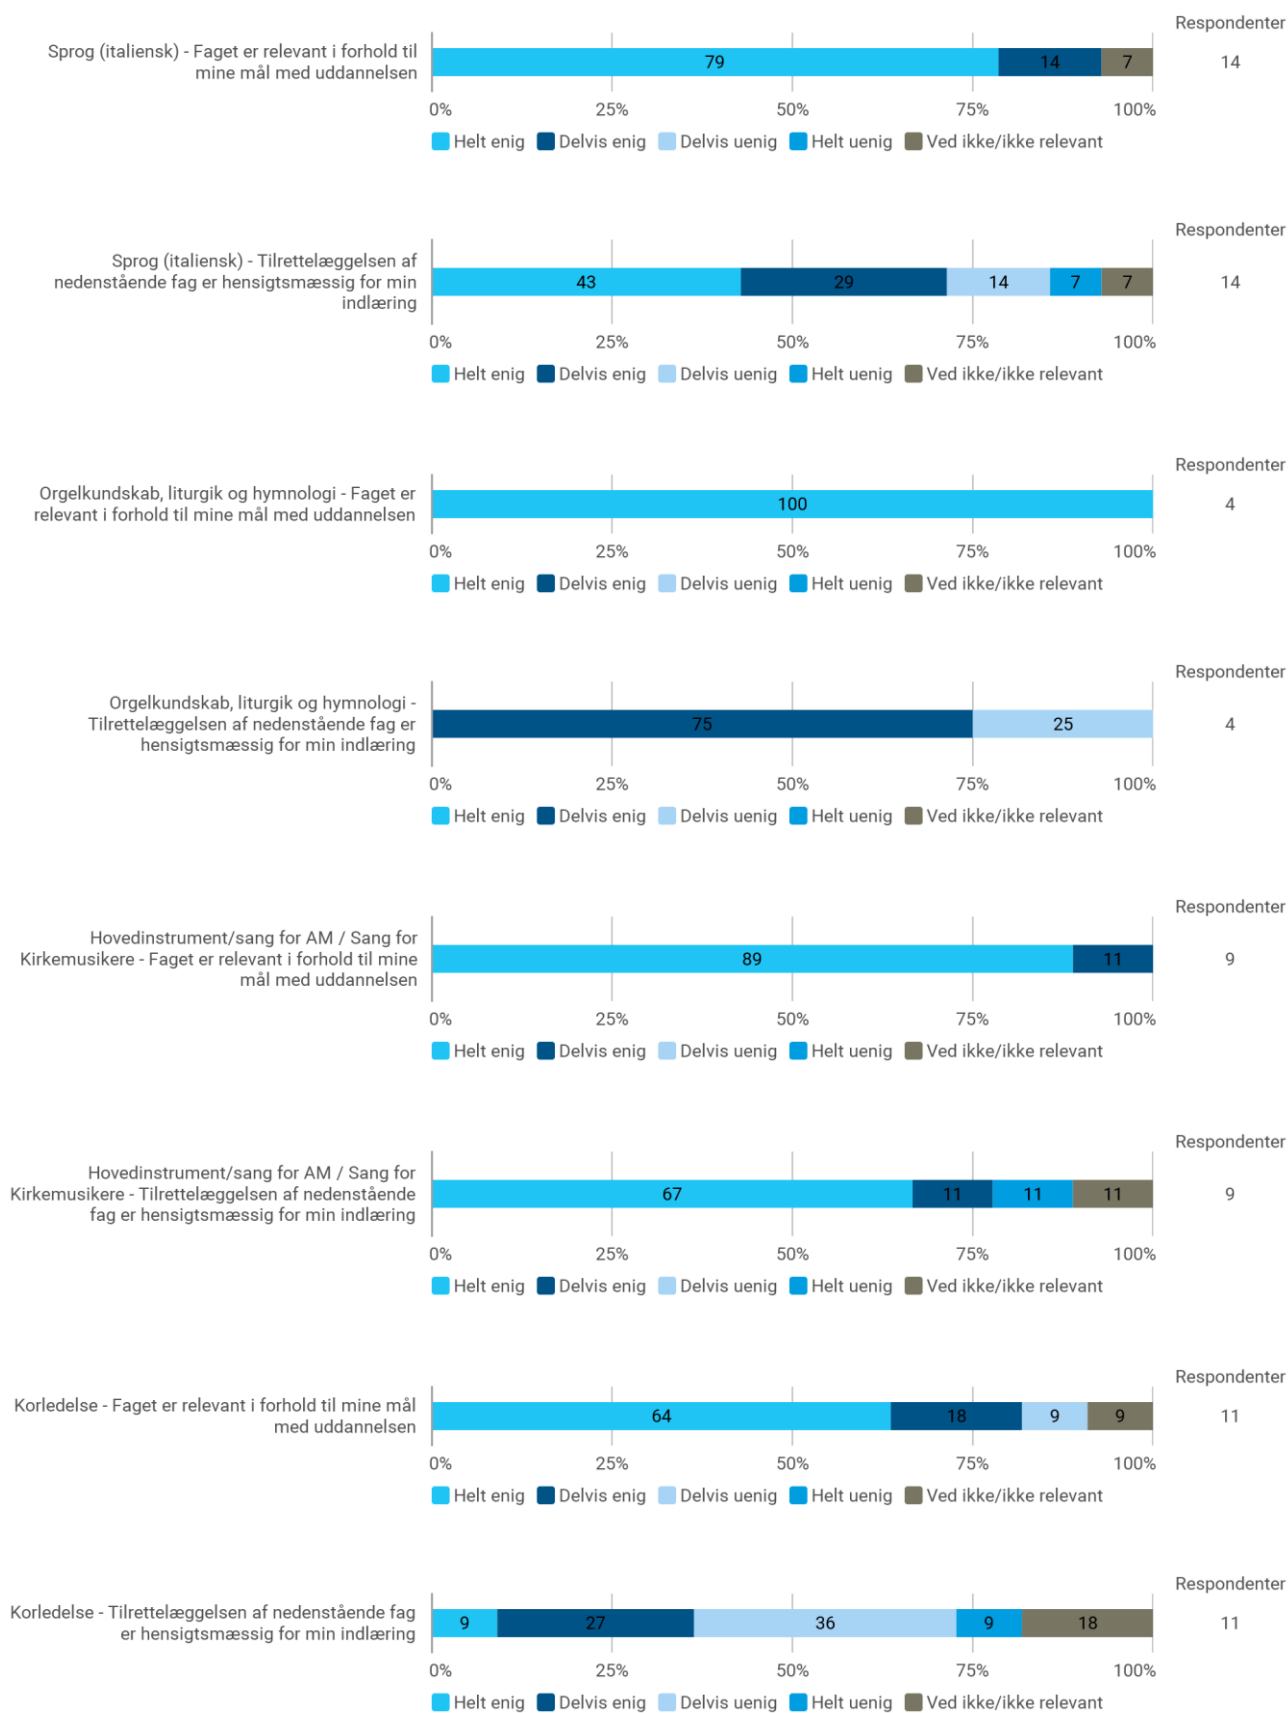 Respondenter
Sprog (italiensk) - Faget er relevant i forhold til
mine mål med uddannelsen
79 14 7 14
0% 25% 50% 75% 100%
Helt enig Delvis enig Delvis uenig Helt uenig Ved ikke/ikke relevant
Respondenter
Sprog (italiensk) - Tilrettelæggelsen af
nedenstående fag er hensigtsmæssig for min
indlæring
43 29 14 7 7 14
0% 25% 50% 75% 100%
Helt enig Delvis enig Delvis uenig Helt uenig Ved ikke/ikke relevant
Respondenter
Orgelkundskab, liturgik og hymnologi - Faget er
relevant i forhold til mine mål med uddannelsen
100 4
0% 25% 50% 75% 100%
Helt enig Delvis enig Delvis uenig Helt uenig Ved ikke/ikke relevant
Respondenter
Orgelkundskab, liturgik og hymnologi -
Tilrettelæggelsen af nedenstående fag er
hensigtsmæssig for min indlæring
75 25 4
0% 25% 50% 75% 100%
Helt enig Delvis enig Delvis uenig Helt uenig Ved ikke/ikke relevant
Respondenter
Hovedinstrument/sang for AM / Sang for
Kirkemusikere - Faget er relevant i forhold til mine
mål med uddannelsen
89 11 9
0% 25% 50% 75% 100%
Helt enig Delvis enig Delvis uenig Helt uenig Ved ikke/ikke relevant
Respondenter
Hovedinstrument/sang for AM / Sang for
Kirkemusikere - Tilrettelæggelsen af nedenstående
fag er hensigtsmæssig for min indlæring
67 11 11 11 9
0% 25% 50% 75% 100%
Helt enig Delvis enig Delvis uenig Helt uenig Ved ikke/ikke relevant
Respondenter
Korledelse - Faget er relevant i forhold til mine mål
med uddannelsen
64 18 9 9 11
0% 25% 50% 75% 100%
Helt enig Delvis enig Delvis uenig Helt uenig Ved ikke/ikke relevant
Respondenter
Korledelse - Tilrettelæggelsen af nedenstående fag
er hensigtsmæssig for min indlæring
9 27 36 9 18 11
0% 25% 50% 75% 100%
Helt enig Delvis enig Delvis uenig Helt uenig Ved ikke/ikke relevant